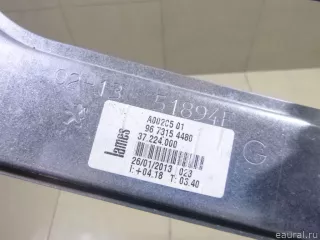 13 51894
A002C5 01
96 7315 4480
37.224.000
lames
26/01/2013 023
I:+04.18 T: 03.40
G
eaural.ru